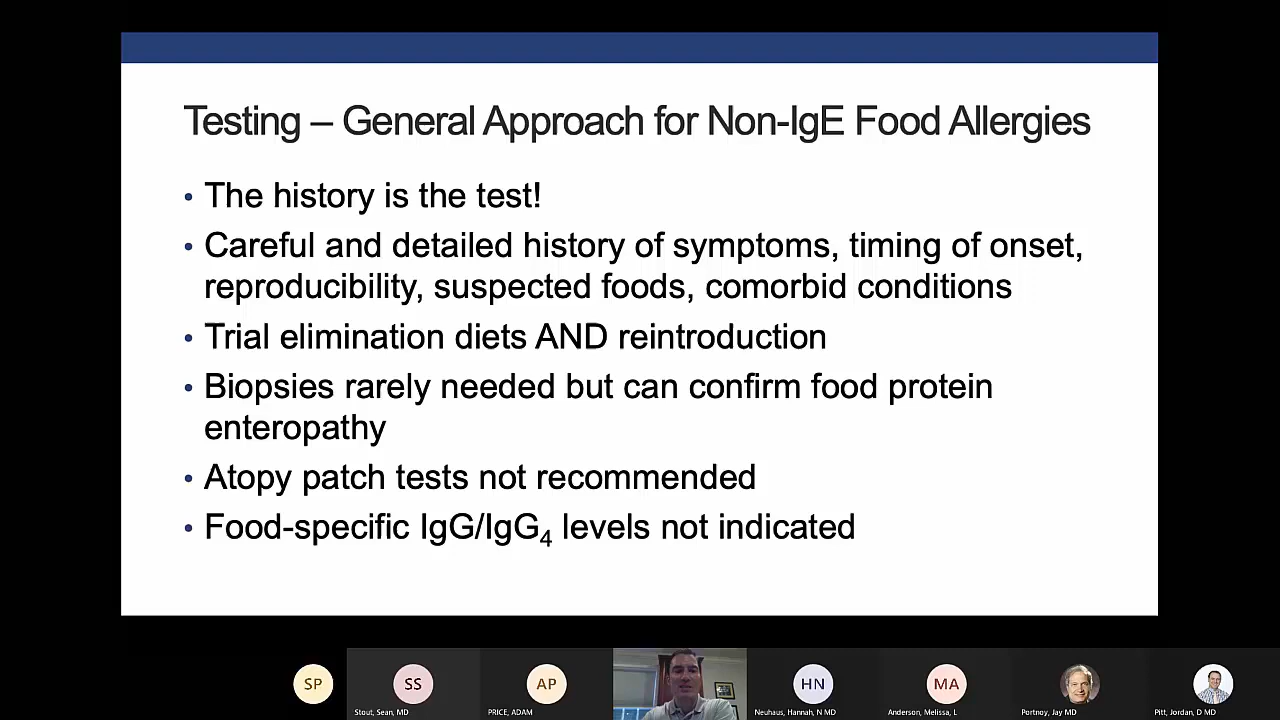 Testing – General Approach for Non-IgE Food Allergies
• The history is the test!
• Careful and detailed history of symptoms, timing of onset,
reproducibility, suspected foods, comorbid conditions
• Trial elimination diets AND reintroduction
• Biopsies rarely needed but can confirm food protein
enteropathy
• Atopy patch tests not recommended
• Food-specific IgG/IgG₄ levels not indicated
SP
SS
AP
HN
MA
Stout, Sean, MD
PRICE, ADAM
Neuhaus, Hannah, N MD
Anderson, Melissa, L
Portnoy, Jay MD
Pitt, Jordan, D MD